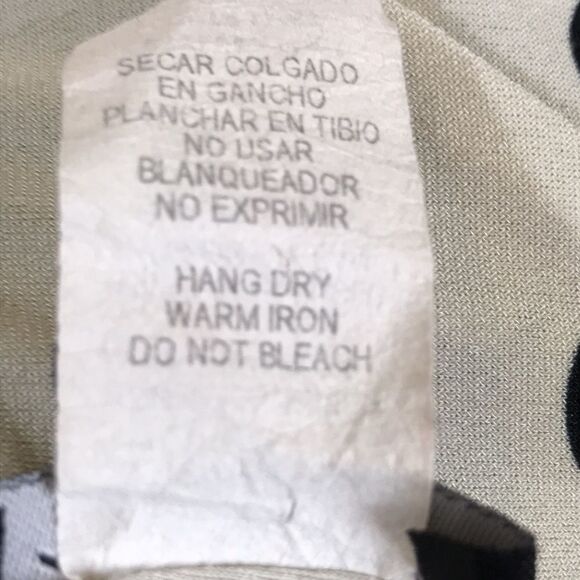 SECAR COLGADO
EN GANCHO
PLANCHAR EN TIBIO
NO USAR
BLANQUEADOR
NO EXPRIMIR
HANG DRY
WARM IRON
DO NOT BLEACH